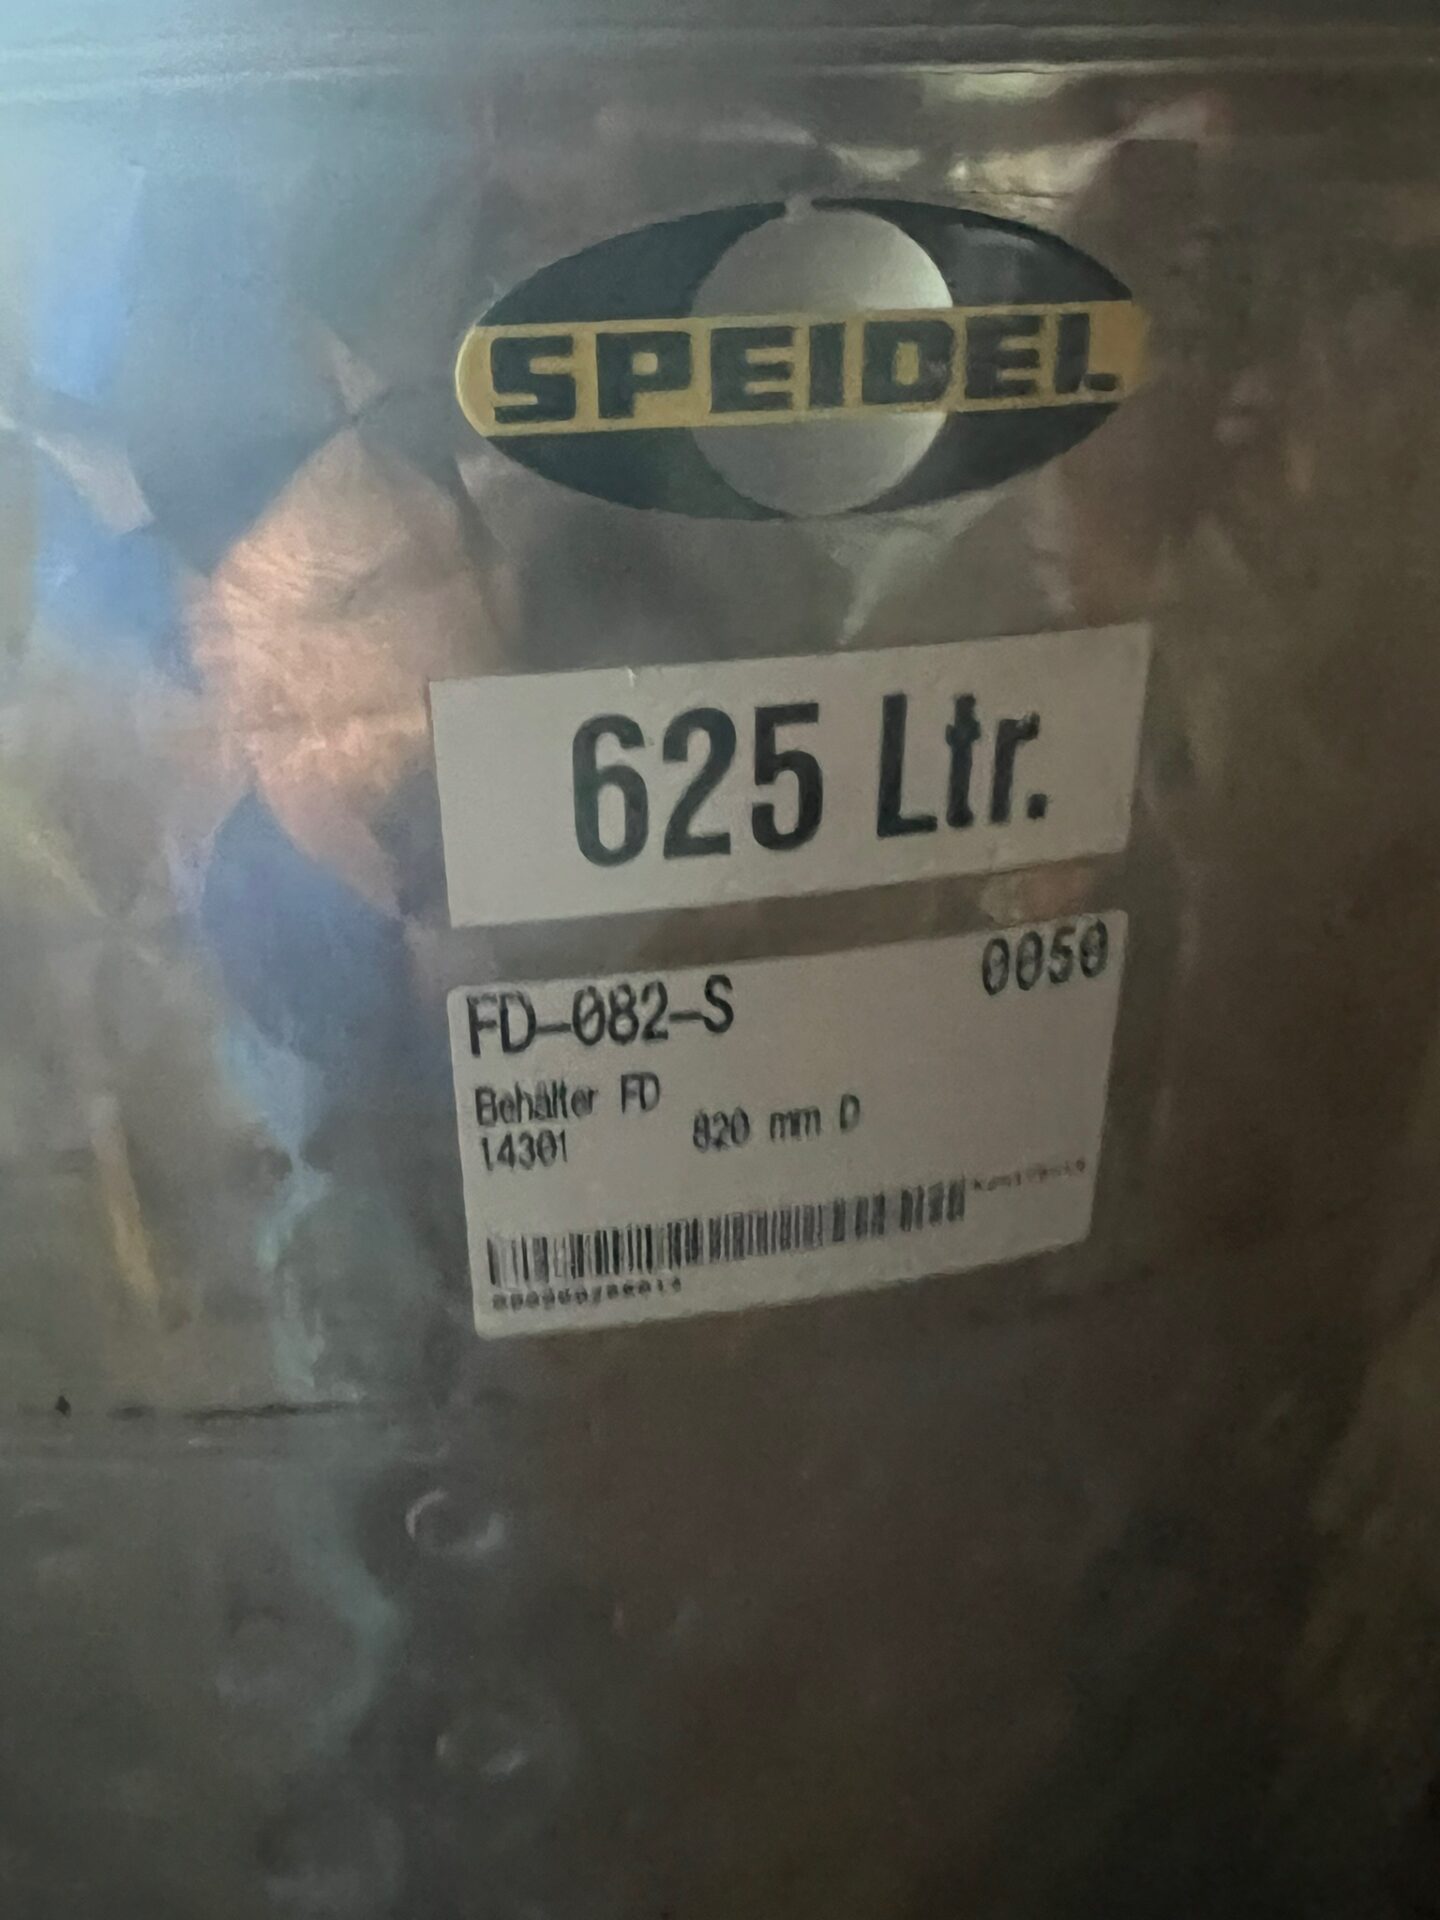 SPEIDEL
625 Ltr.
0050
FD-082-S
Behälter FD
14301 820 mm D